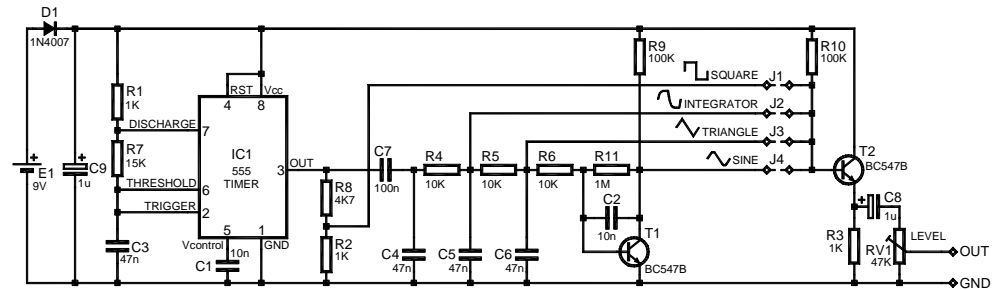 D1
1N4007
R1
1K
DISCHARGE
R7
15K
THRESHOLD
TRIGGER
E1
9V
C9
1u
C3
47n
RST
Vcc
4
8
7
IC1
555
TIMER
3
OUT
6
2
5
1
Vcontrol
GND
10n
C1
R8
4K7
R2
1K
C7
100n
C4
47n
R4
10K
C5
47n
R5
10K
C6
47n
R6
10K
R11
1M
C2
10n
T1
BC547B
R9
100K
SQUARE
J1
INTEGRATOR
J2
TRIANGLE
J3
SINE
J4
R10
100K
T2
BC547B
C8
1u
R3
1K
RV1
47K
LEVEL
OUT
GND